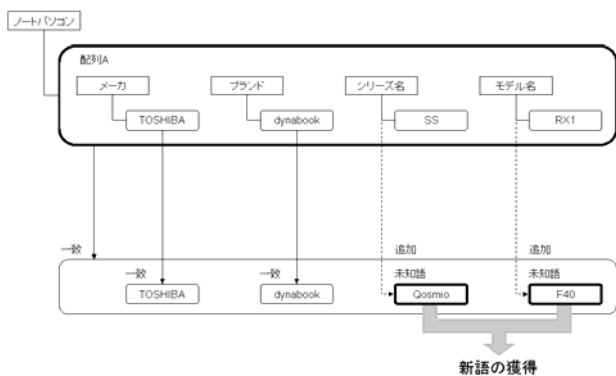 ノートパソコン
配列A
メーカ
ブランド
シリーズ名
モデル名
TOSHIBA
dynabook
SS
RX1
一致
追加
追加
一致
一致
未知語
未知語
TOSHIBA
dynabook
Qosmio
F40
新語の獲得